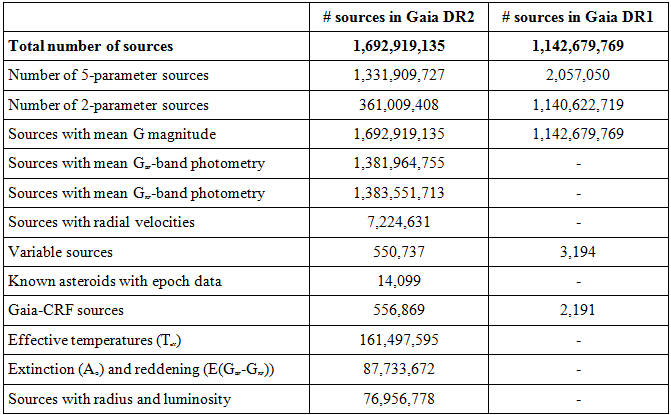 # sources in Gaia DR2 # sources in Gaia DR1
Total number of sources 1,692,919,135 1,142,679,769
Number of 5-parameter sources 1,331,909,727 2,057,050
Number of 2-parameter sources 361,009,408 1,140,622,719
Sources with mean G magnitude 1,692,919,135 1,142,679,769
Sources with mean G-band photometry 1,381,964,755 -
Sources with mean G-band photometry 1,383,551,713 -
Sources with radial velocities 7,224,631 -
Variable sources 550,737 3,194
Known asteroids with epoch data 14,099 -
Gaia-CRF sources 556,869 2,191
Effective temperatures (T) 161,497,595 -
Extinction (A) and reddening (E(G-G)) 87,733,672 -
Sources with radius and luminosity 76,956,778 -